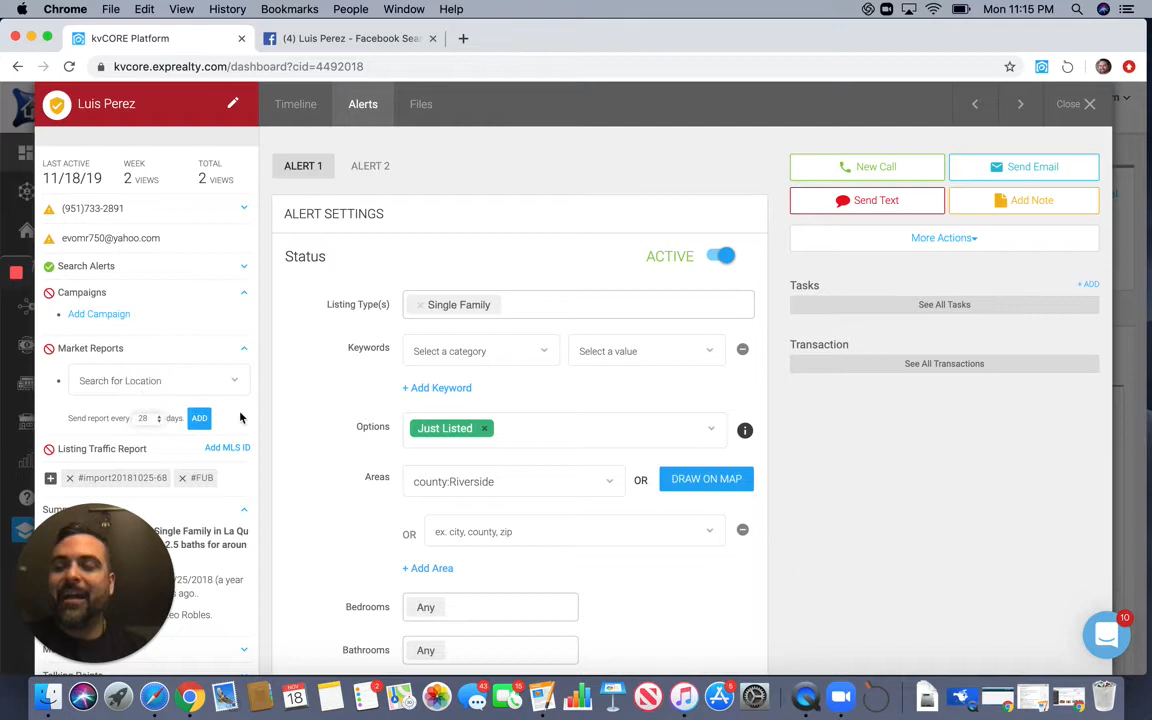 Chrome File Edit View History Bookmarks People Window Help Mon 11:15 PM
kvCORE Platform (4) Luis Perez - Facebook Sea
kvcore.exprealty.com/dashboard?cid=4492018
Luis Perez Timeline Alerts Files Close
LAST ACTIVE WEEK TOTAL
11/18/19 2 VIEWS 2 VIEWS
(951)733-2891
evomr750@yahoo.com
Search Alerts
Campaigns
Add Campaign
Market Reports
Search for Location
Send report every 28 days. ADD
Listing Traffic Report Add MLS ID
#import20181025-68 #FUB
Single Family in La Qu
2.5 baths for aroun
/25/2018 (a year
ago..
eo Robles.
ALERT 1 ALERT 2
ALERT SETTINGS
Status ACTIVE
Listing Type(s) Single Family
Keywords Select a category Select a value
+ Add Keyword
Options Just Listed
Areas county:Riverside OR DRAW ON MAP
OR ex. city, county, zip
+ Add Area
Bedrooms Any
Bathrooms Any
New Call Send Email
Send Text Add Note
More Actions
Tasks + ADD
See All Tasks
Transaction
See All Transactions
10
NOV
18
2
43
15
5